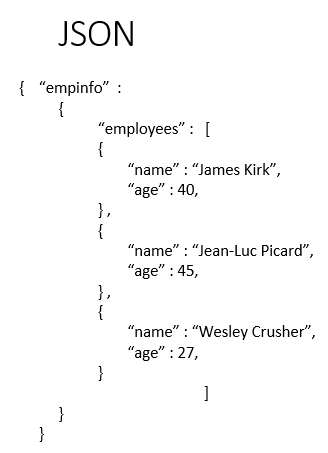 JSON
{ “empinfo” :
{
“employees” : [
{
“name” : “James Kirk”,
“age” : 40,
} ,
{
“name” : “Jean-Luc Picard”,
“age” : 45,
} ,
{
“name” : “Wesley Crusher”,
“age” : 27,
}
]
}
}